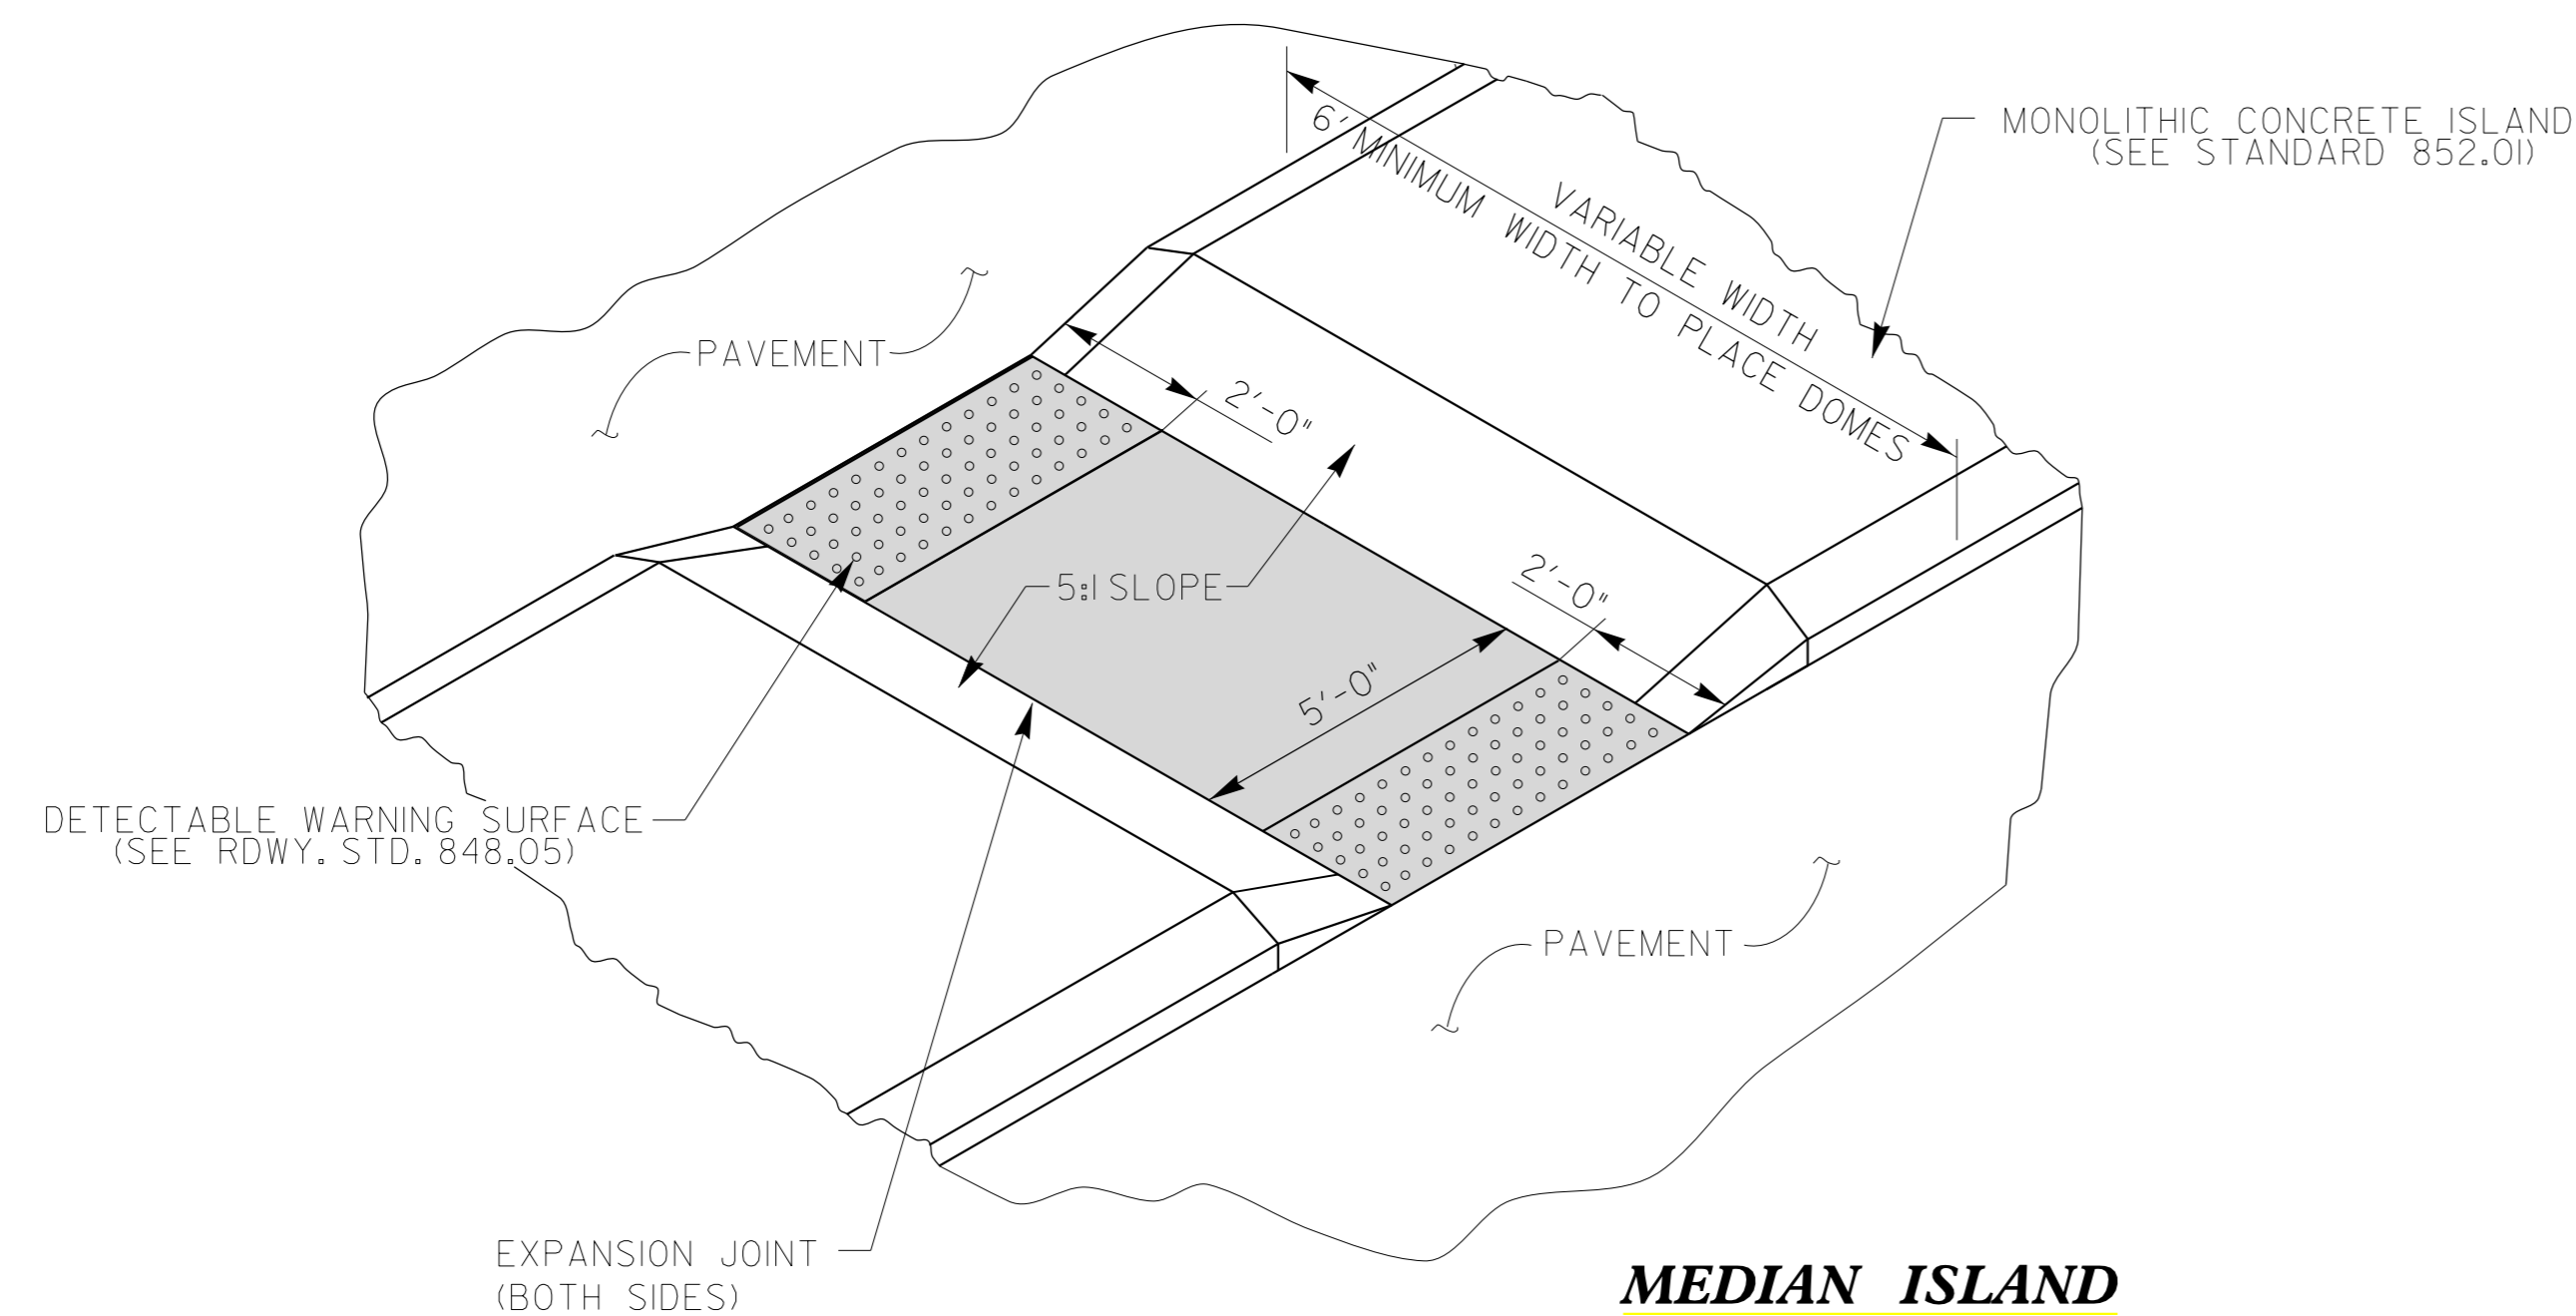 MONOLITHIC CONCRETE ISLAND
(SEE STANDARD 852.01)
VARIABLE WIDTH
6' MINIMUM WIDTH TO PLACE DOMES
PAVEMENT
2'-0"
5:1 SLOPE
2'-0"
5'-0"
DETECTABLE WARNING SURFACE
(SEE RDWY. STD. 848.05)
PAVEMENT
EXPANSION JOINT
(BOTH SIDES)
MEDIAN ISLAND